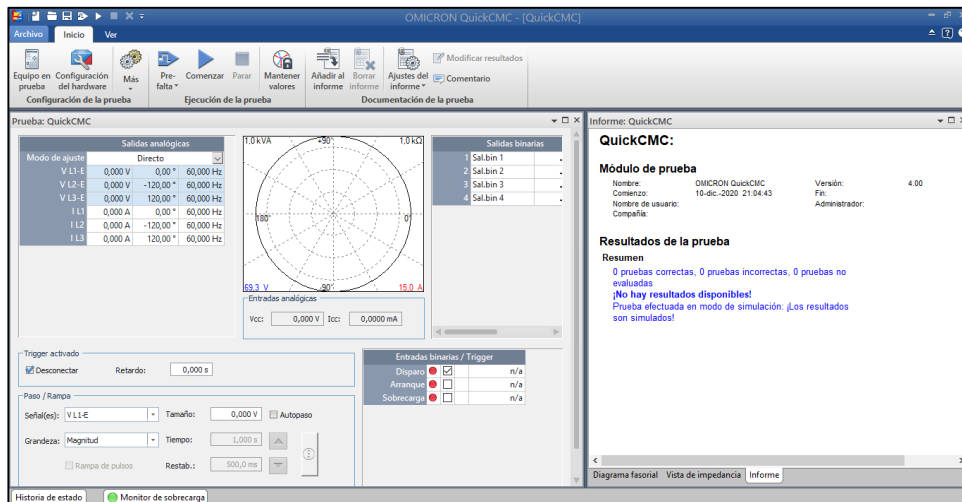 OMICRON QuickCMC - [QuickCMC]
Archivo Inicio Ver
Equipo en prueba
Configuración del hardware
Más
Configuración de la prueba
Pre-falta
Comenzar
Parar
Mantener valores
Ejecución de la prueba
Añadir al informe
Borrar informe
Ajustes del informe
Modificar resultados
Comentario
Documentación de la prueba
Prueba: QuickCMC
Salidas analógicas
Modo de ajuste Directo
V L1-E 0,000 V 0,00 ° 60,000 Hz
V L2-E 0,000 V -120,00 ° 60,000 Hz
V L3-E 0,000 V 120,00 ° 60,000 Hz
I L1 0,000 A 0,00 ° 60,000 Hz
I L2 0,000 A -120,00 ° 60,000 Hz
I L3 0,000 A 120,00 ° 60,000 Hz
1,0 kVA +90° 1,0 kΩ
180° 0°
69,3 V -90° 15,0 A
Entradas analógicas
Vcc: 0,000 V Icc: 0,0000 mA
Salidas binarias
1 Sal.bin 1
2 Sal.bin 2
3 Sal.bin 3
4 Sal.bin 4
Trigger activado
Desconectar Retardo: 0,000 s
Paso / Rampa
Señal(es): V L1-E Tamaño: 0,000 V Autopaso
Grandeza: Magnitud Tiempo: 1,000 s
Rampa de pulsos Restab.: 500,0 ms
Entradas binarias / Trigger
Disparo n/a
Arranque n/a
Sobrecarga n/a
Historia de estado Monitor de sobrecarga
Informe: QuickCMC
QuickCMC:
Módulo de prueba
Nombre: OMICRON QuickCMC Versión: 4.00
Comienzo: 10-dic.-2020 21:04:43 Fin:
Nombre de usuario: Administrador:
Compañía:
Resultados de la prueba
Resumen
0 pruebas correctas, 0 pruebas incorrectas, 0 pruebas no
evaluadas
¡No hay resultados disponibles!
Prueba efectuada en modo de simulación: ¡Los resultados
son simulados!
Diagrama fasorial Vista de impedancia Informe